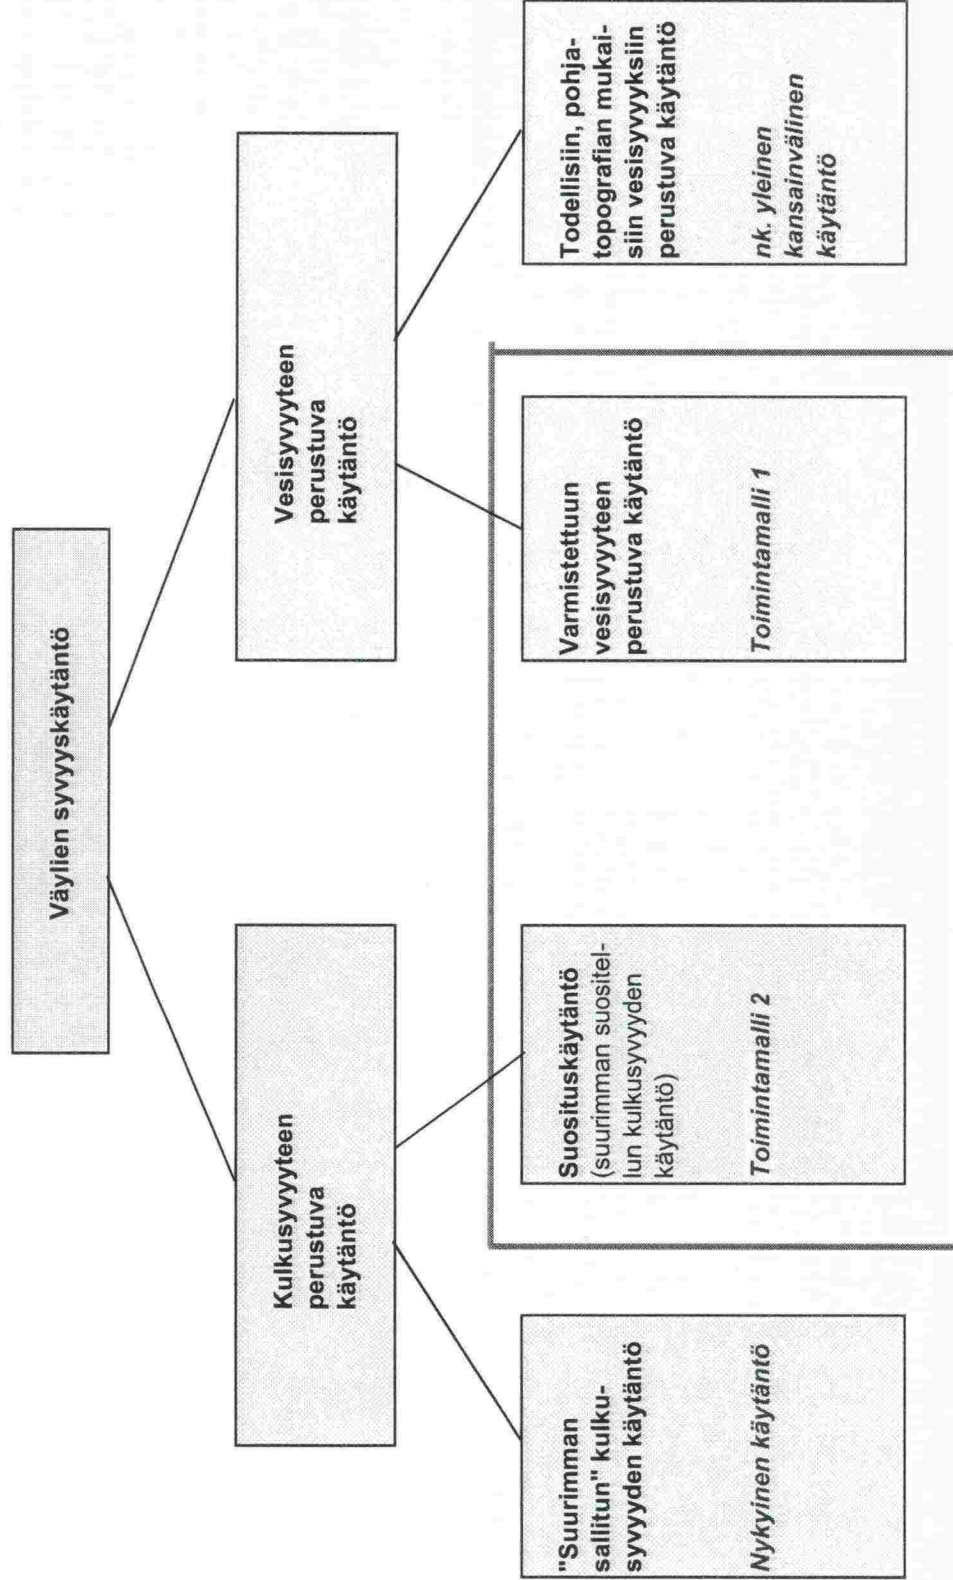 Väylien syvyyskäytäntö
Kulkusyvyyteen
perustuva
käytäntö
Vesisyvyyteen
perustuva
käytäntö
"Suurimman
sallitun" kulku-
syvyyden käytäntö
Nykyinen käytäntö
Suosituskäytäntö
(suurimman suositel-
lun kulkusyvyyden
käytäntö)
Toimintamalli 2
Varmistettuun
vesisyvyyteen
perustuva käytäntö
Toimintamalli 1
Todellisiin, pohja-
topografian mukai-
siin vesisyvyyksiin
perustuva käytäntö
nk. yleinen
kansainvälinen
käytäntö